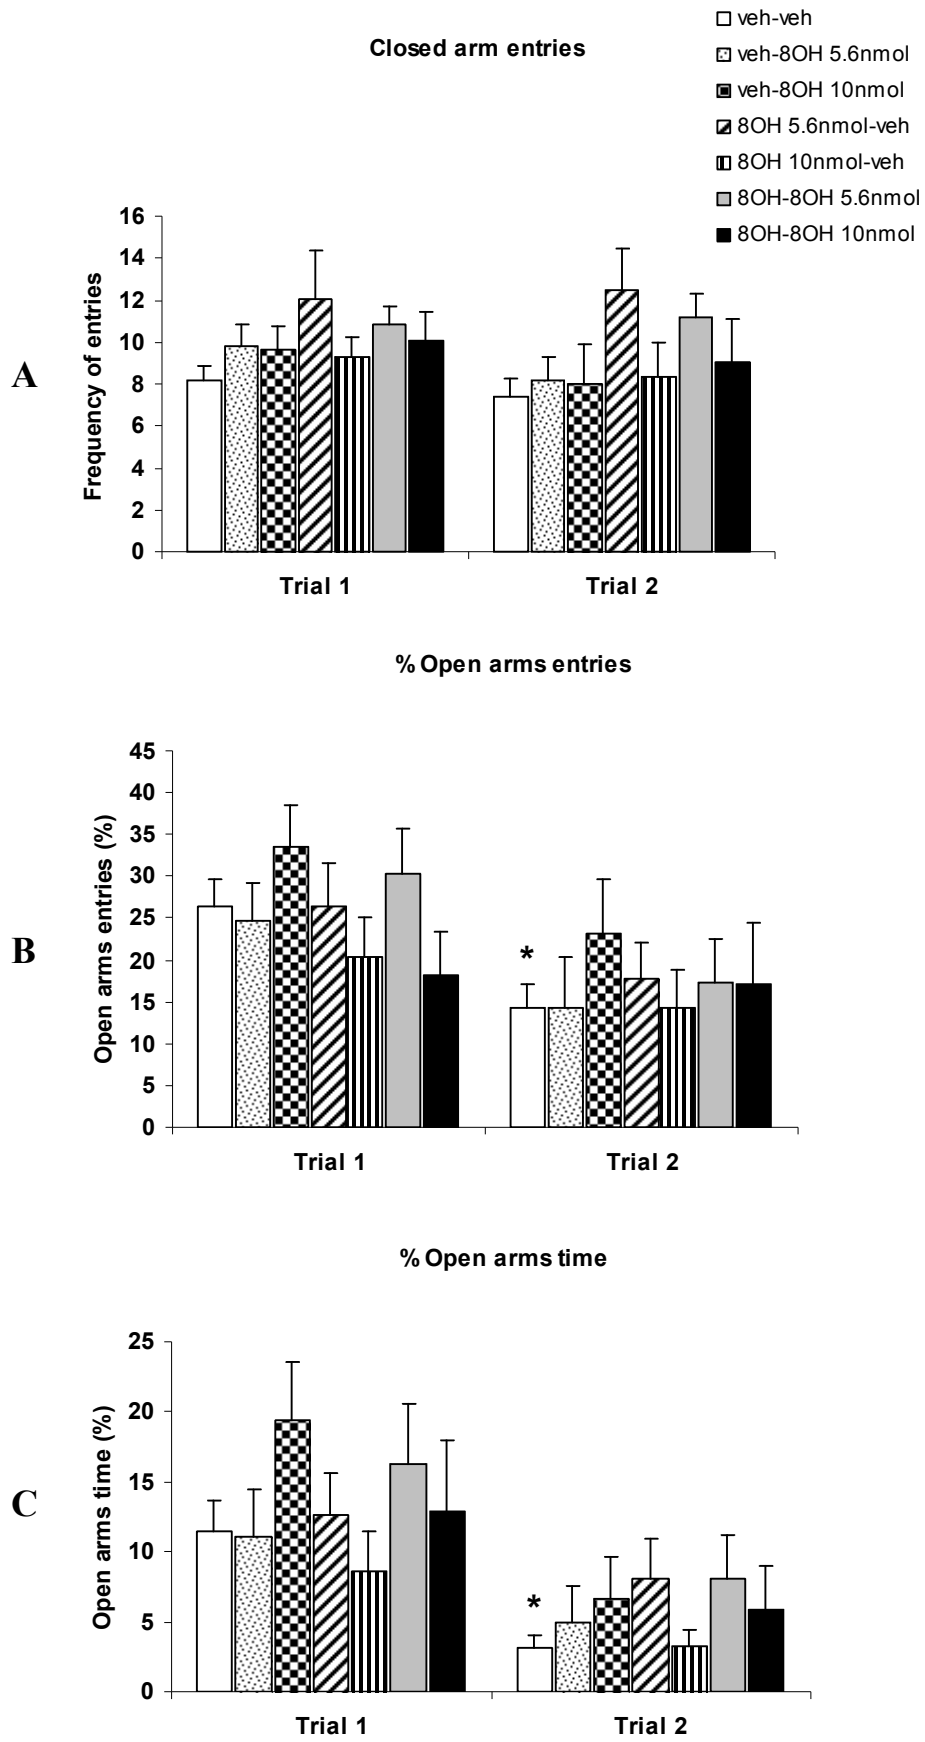 veh-veh
veh-8OH 5.6nmol
veh-8OH 10nmol
8OH 5.6nmol-veh
8OH 10nmol-veh
8OH-8OH 5.6nmol
8OH-8OH 10nmol
Closed arm entries
A
Frequency of entries
16
14
12
10
8
6
4
2
0
Trial 1 Trial 2
% Open arms entries
B
Open arms entries (%)
45
40
35
30
25
20
15
10
5
0
*
Trial 1 Trial 2
% Open arms time
C
Open arms time (%)
25
20
15
10
5
0
*
Trial 1 Trial 2